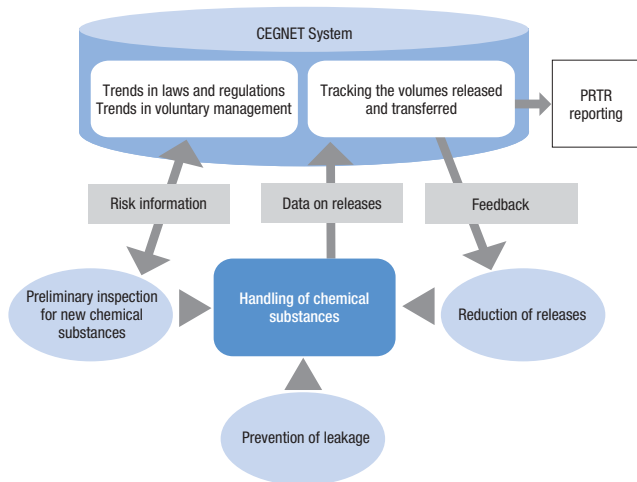 CEGNET System
Trends in laws and regulations
Trends in voluntary management
Tracking the volumes released
and transferred
PRTR
reporting
Risk information
Data on releases
Feedback
Preliminary inspection
for new chemical
substances
Handling of chemical
substances
Reduction of releases
Prevention of
leakage